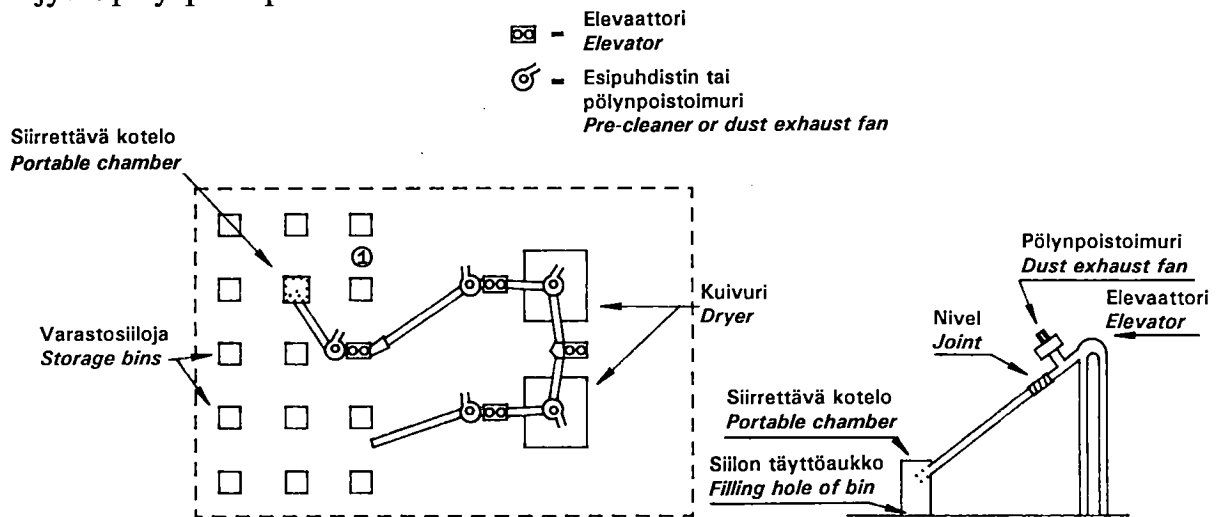 Elevaattori
Elevator
Esipuhdistin tai
pölynpoistoimuri
Pre-cleaner or dust exhaust fan
Siirrettävä kotelo
Portable chamber
1
Varastosiiloja
Storage bins
Kuivuri
Dryer
Pölynpoistoimuri
Dust exhaust fan
Elevaattori
Elevator
Nivel
Joint
Siirrettävä kotelo
Portable chamber
Siilon täyttöaukko
Filling hole of bin